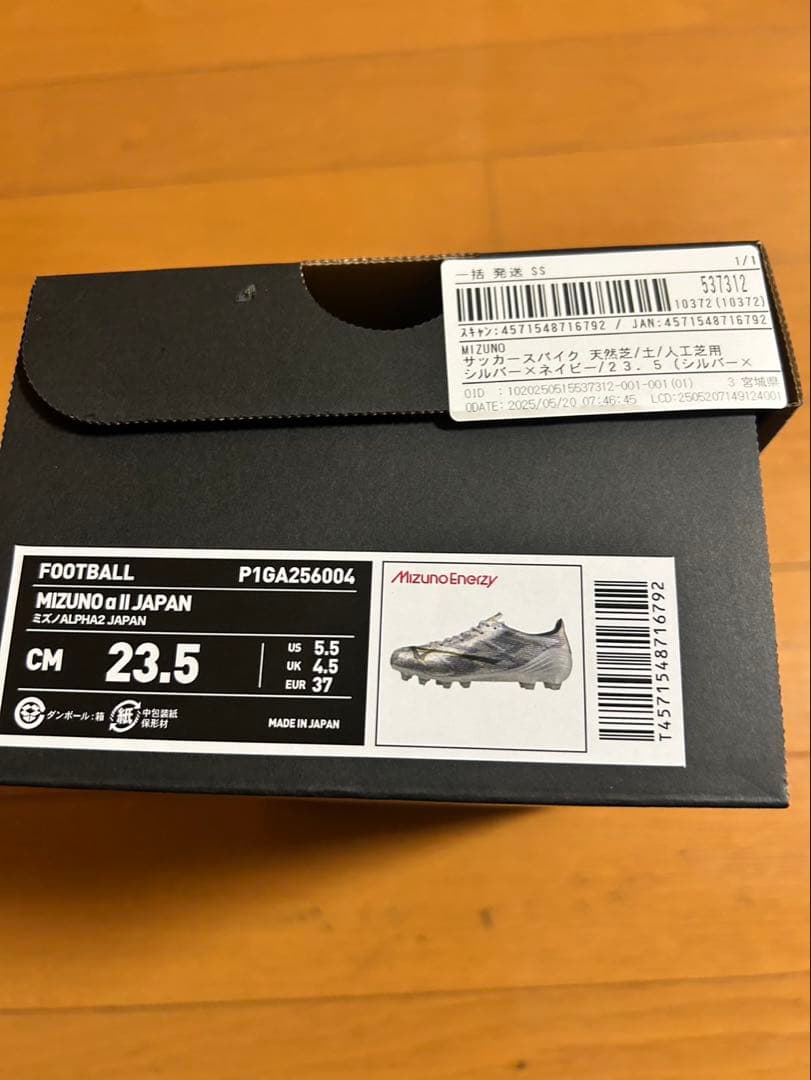 一括 発送 SS
1/1
537312
10372(10372)
スキャン:4571548716792 / JAN:4571548716792
MIZUNO
サッカースパイク 天然芝/土/人工芝用
シルバー×ネイビー/23.5 (シルバー×
OID : 1020250515537312-001-001(01) 3 宮城県
ODATE: 2025/05/20 07:46:45 LCD:2505207149124001
FOOTBALL P1GA256004
MIZUNO α II JAPAN
ミズノALPHA2 JAPAN
CM 23.5
US 5.5
UK 4.5
EUR 37
ダンボール:箱
紙
中包装紙
保形材
MADE IN JAPAN
Mizuno Enerzy
T4571548716792